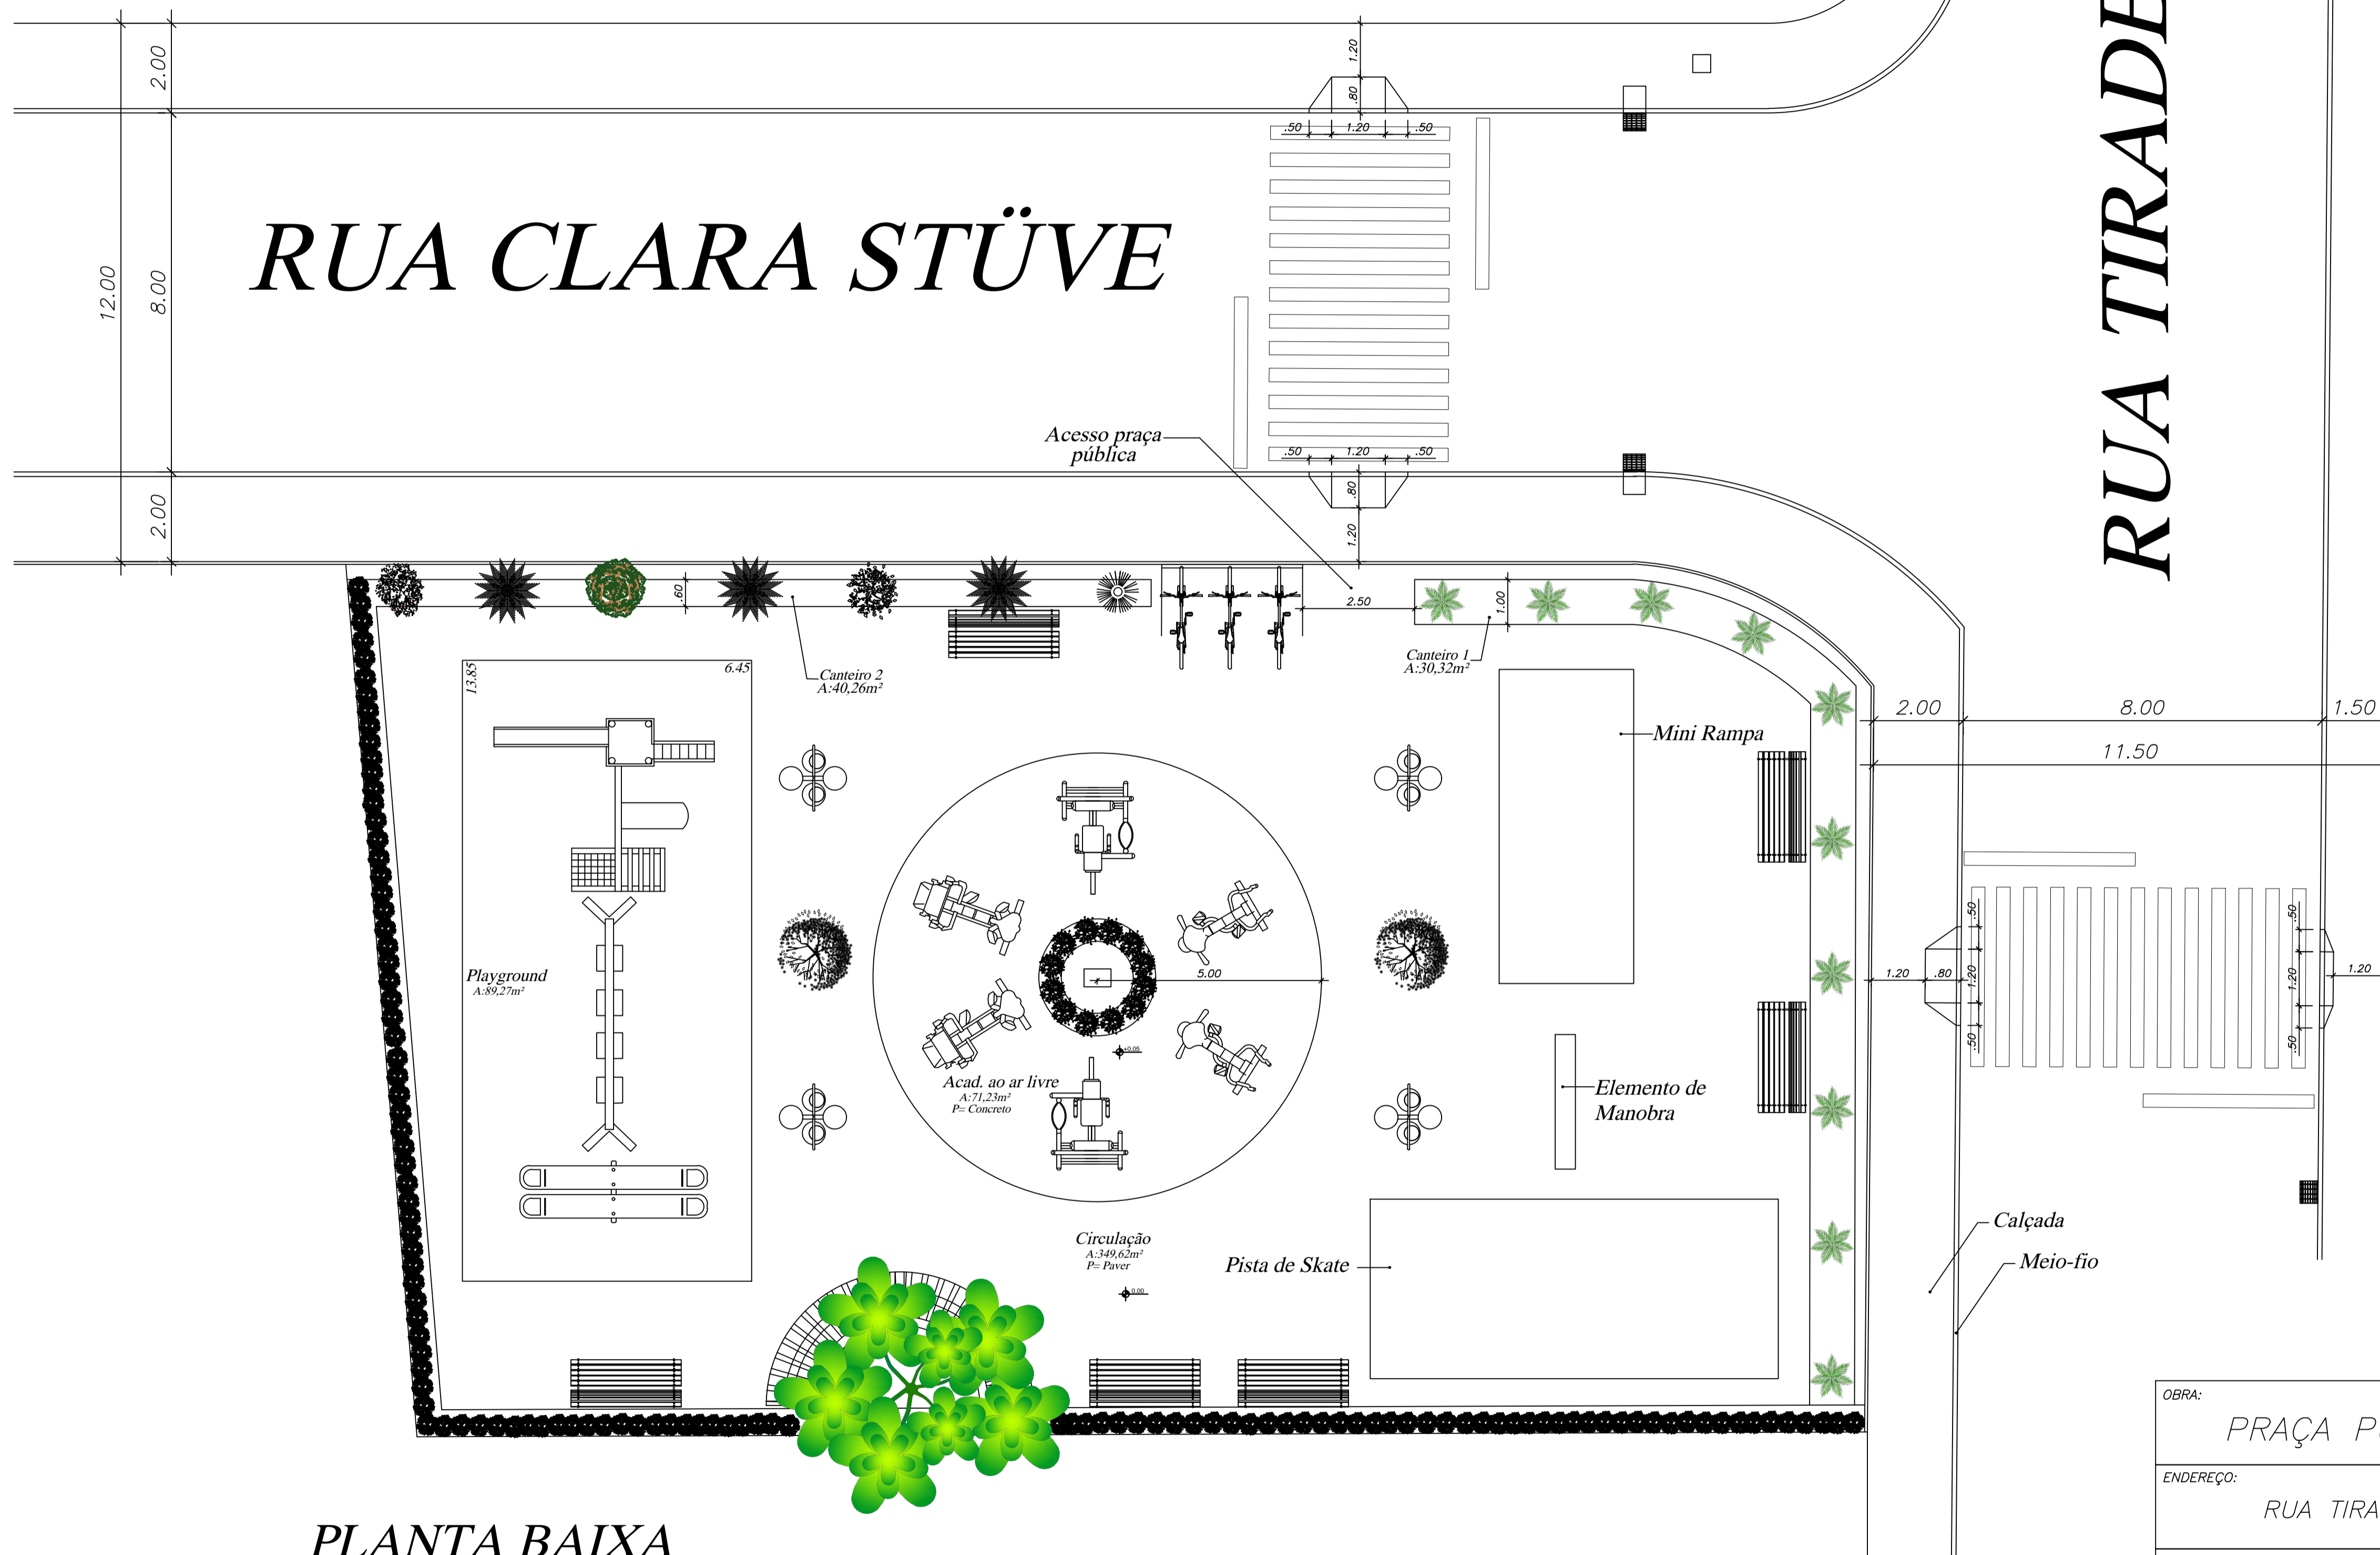 2.00
12.00
8.00
2.00
RUA CLARA STÜVE
1.20
.80
.50
1.20
.50
.50
1.20
.50
.80
1.20
Acesso praça
pública
RUA TIRADE
.60
2.50
1.00
Canteiro 2
A:40,26m²
Canteiro 1
A:30,32m²
13.85
6.45
2.00
8.00
1.50
11.50
Mini Rampa
Playground
A:89,27m²
5.00
+0.05
Acad. ao ar livre
A:71,23m²
P= Concreto
Elemento de
Manobra
1.20
.80
.50
1.20
.50
.50
1.20
.50
1.20
Circulação
A:349,62m²
P= Paver
0.00
Pista de Skate
Calçada
Meio-fio
OBRA:
PRAÇA P
ENDEREÇO:
RUA TIRA
PLANTA BAIXA